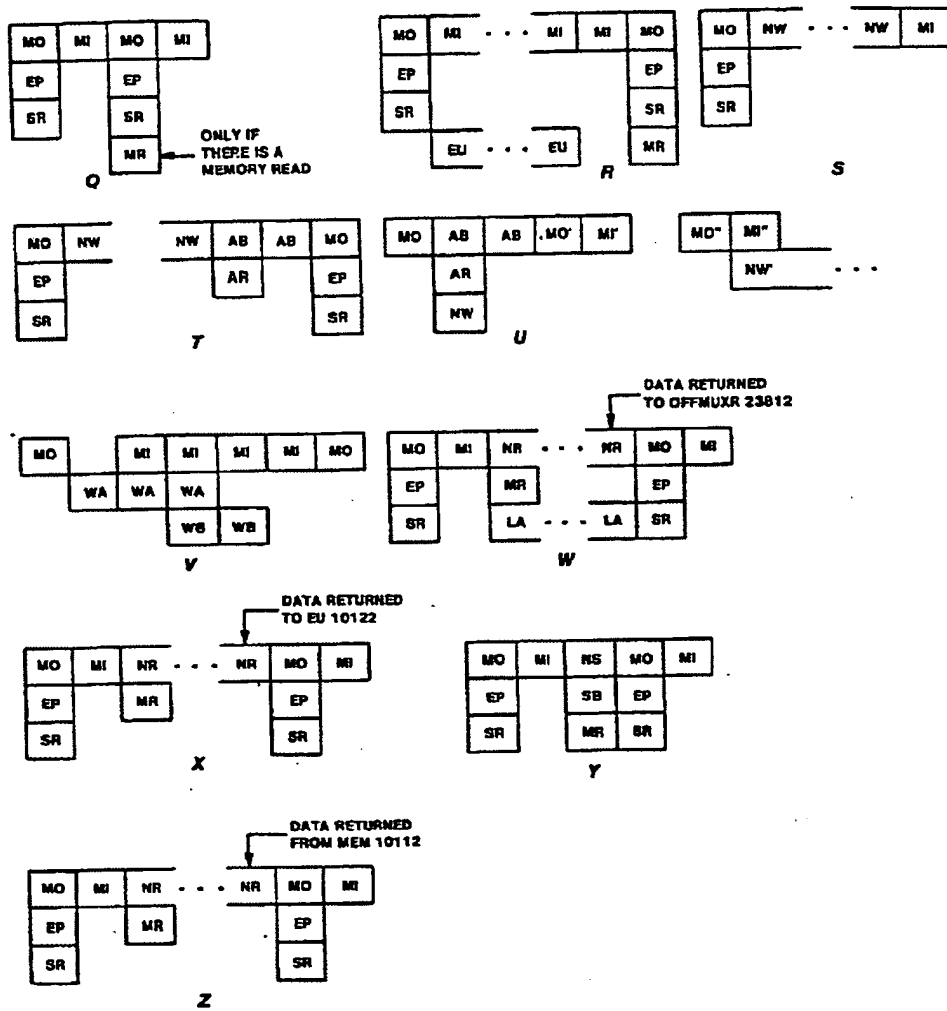 MO MI MO MI
EP EP
SR SR
MR
ONLY IF
THERE IS A
MEMORY READ
Q
MO MI · · · MI MI MO
EP EP
SR SR
EU · · · EU MR
R
MO NW · · · NW MI
EP
SR
S
MO NW NW AB AB MO
EP AR EP
SR SR
T
MO AB AB MO' MI'
AR
NW
U
MO" MI"
NW' · · ·
MO MI MI MI MI MO
WA WA WA
WB WB
V
DATA RETURNED
TO OFFMUXR 23812
MO MI NR · · · NR MO MI
EP MR EP
SR LA · · · LA SR
W
DATA RETURNED
TO EU 10122
MO MI NR · · · NR MO MI
EP MR EP
SR SR
X
MO MI NS MO MI
EP SB EP
SR MR SR
Y
DATA RETURNED
FROM MEM 10112
MO MI NR · · · NR MO MI
EP MR EP
SR SR
Z